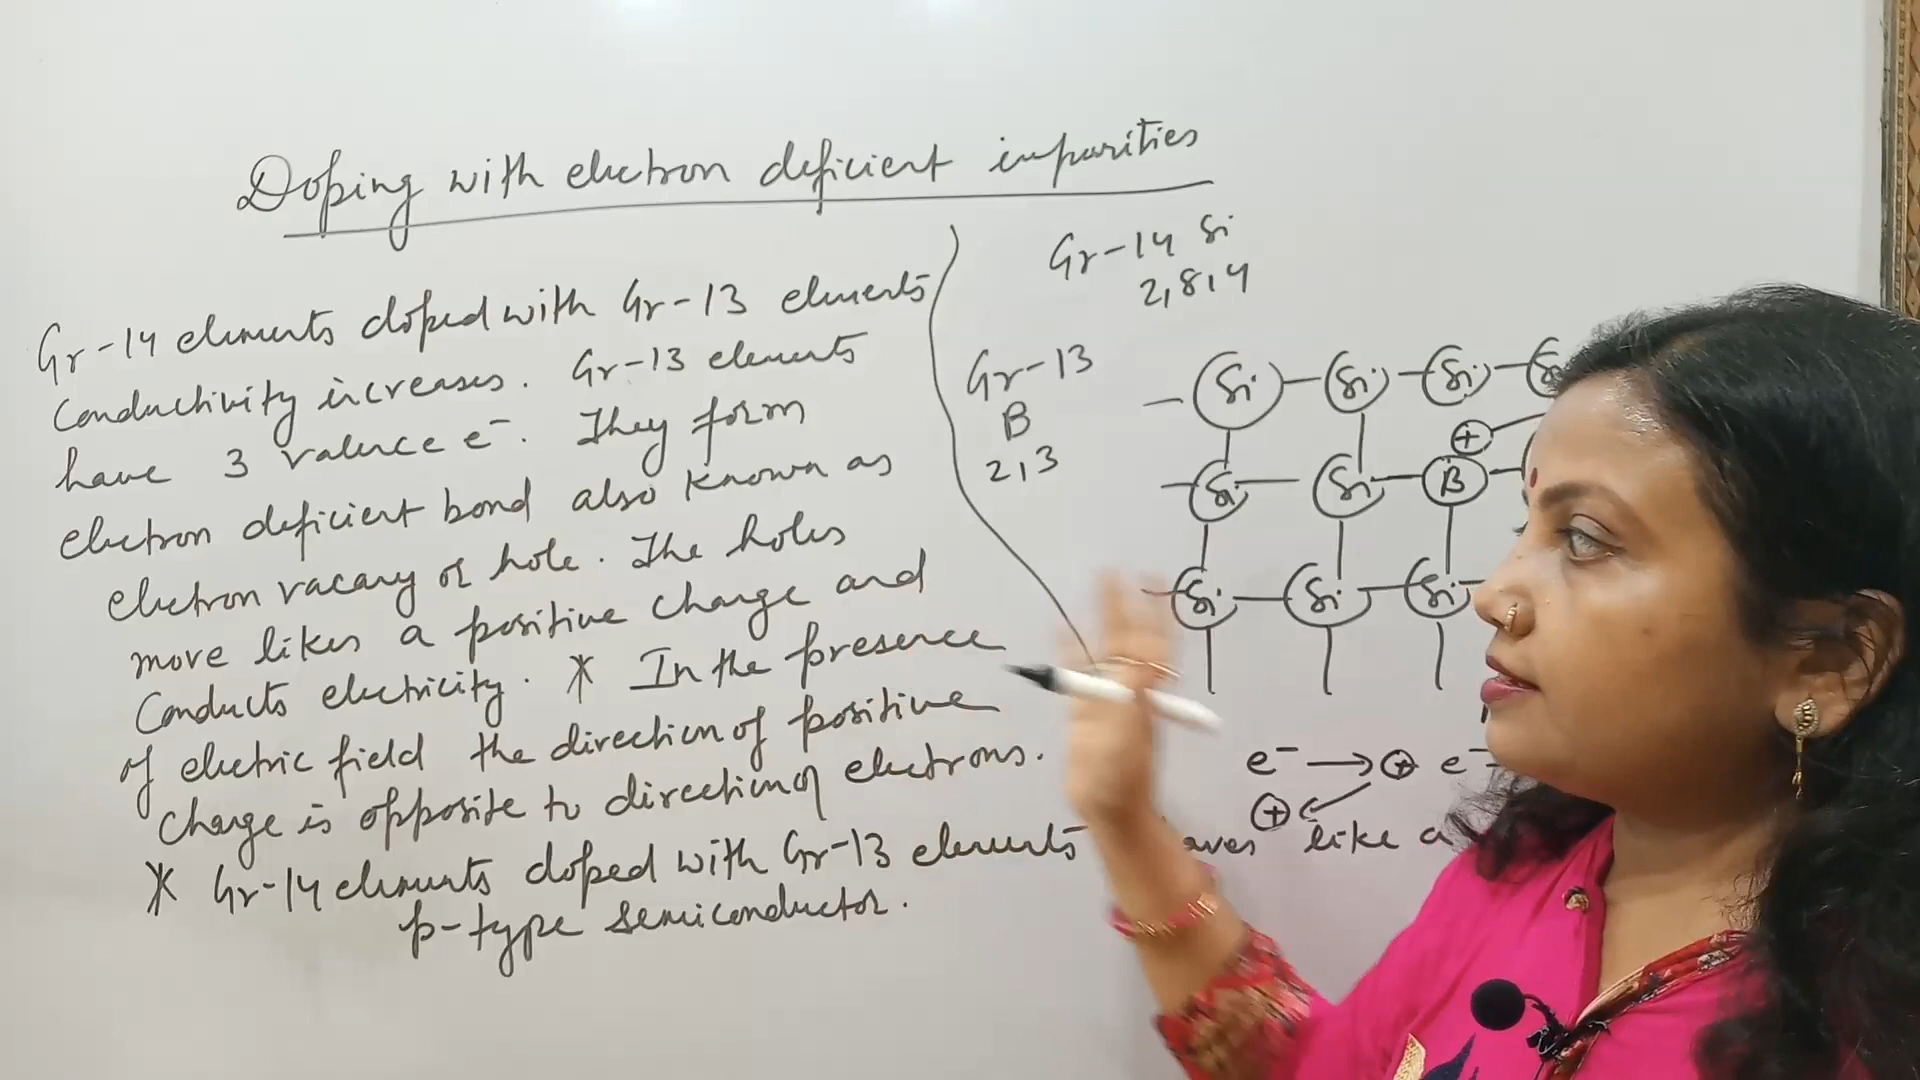 Doping with electron deficient impurities
Gr-14 elements doped with Gr-13 elements
conductivity increases. Gr-13 elements
have 3 valence e⁻. They form
electron deficient bond also known as
electron vacany or hole. The holes
move likes a positive charge and
Conducts electricity. * In the presence
of electric field the direction of positive
charge is opposite to direction of electrons.
* Gr-14 elements doped with Gr-13 elements
p-type semiconductor.
Gr-14 Si
2,8,4
Gr-13
B
2,3
Si Si Si Si
+
Si Si B
Si Si Si
e⁻ → + e⁻
+
like a